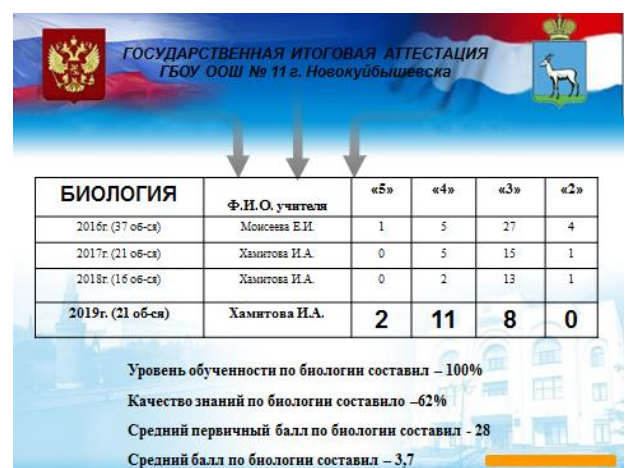 ГОСУДАРСТВЕННАЯ ИТОГОВАЯ АТТЕСТАЦИЯ
ГБОУ ООШ № 11 г. Новокуйбышевска
БИОЛОГИЯ Ф.И.О. учителя «5» «4» «3» «2»
2016г. (37 об-ся) Моисеева Е.И. 1 5 27 4
2017г. (21 об-ся) Хамитова И.А. 0 5 15 1
2018г. (16 об-ся) Хамитова И.А. 0 2 13 1
2019г. (21 об-ся) Хамитова И.А. 2 11 8 0
Уровень обученности по биологии составил – 100%
Качество знаний по биологии составило –62%
Средний первичный балл по биологии составил - 28
Средний балл по биологии составил – 3,7